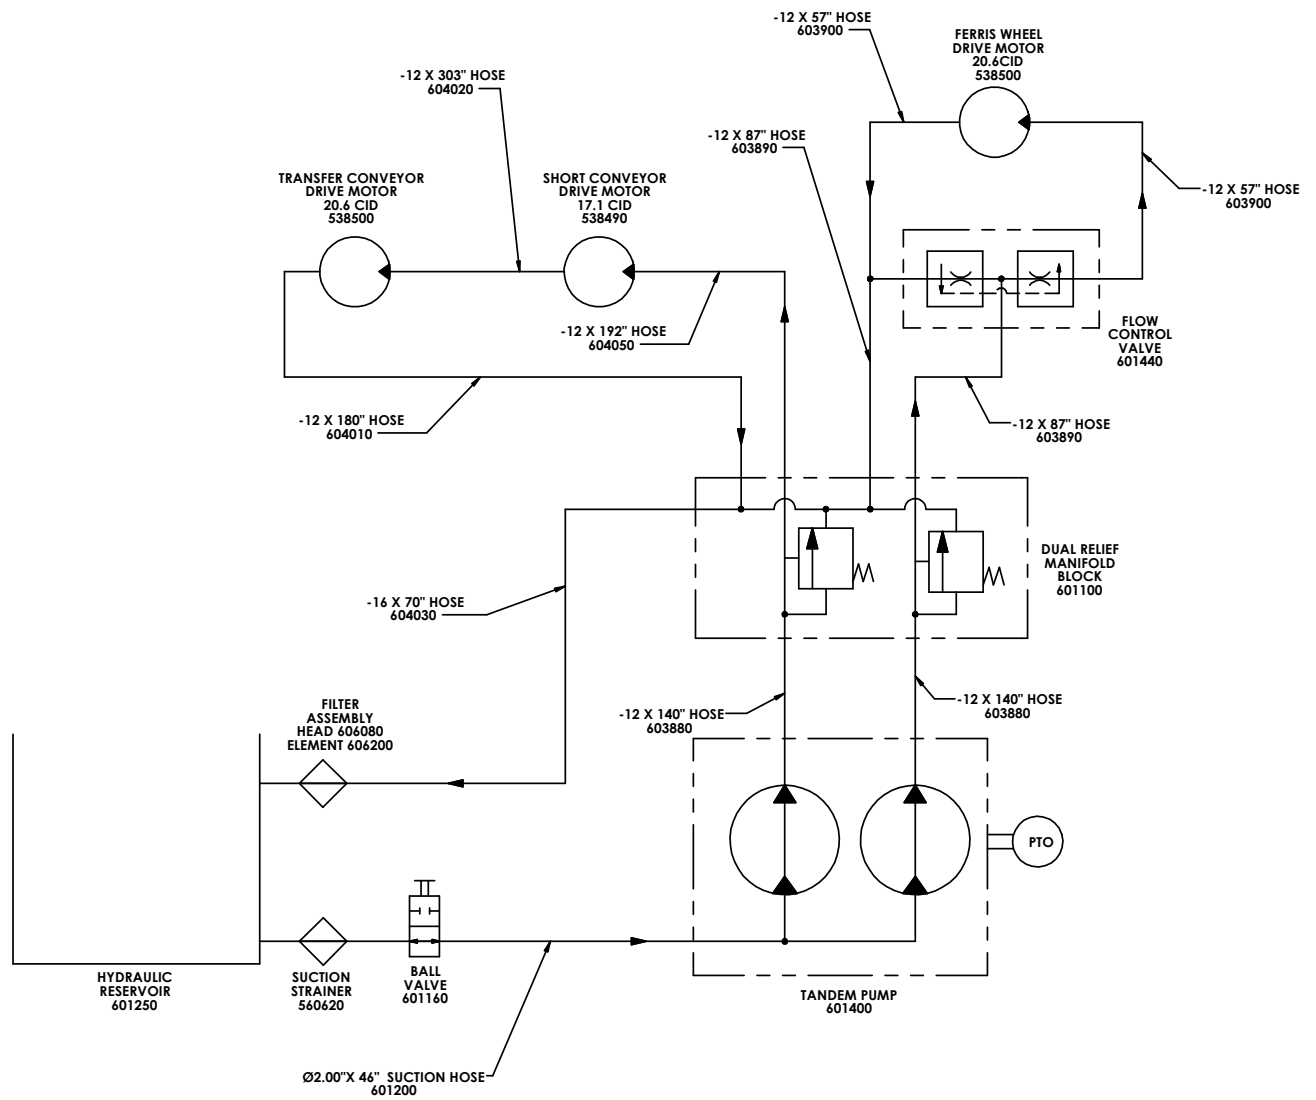 -12 X 57" HOSE
603900
FERRIS WHEEL
DRIVE MOTOR
20.6CID
538500
-12 X 303" HOSE
604020
-12 X 87" HOSE
603890
-12 X 57" HOSE
603900
TRANSFER CONVEYOR
DRIVE MOTOR
20.6 CID
538500
SHORT CONVEYOR
DRIVE MOTOR
17.1 CID
538490
-12 X 192" HOSE
604050
FLOW
CONTROL
VALVE
601440
-12 X 180" HOSE
604010
-12 X 87" HOSE
603890
DUAL RELIEF
MANIFOLD
BLOCK
601100
-16 X 70" HOSE
604030
FILTER
ASSEMBLY
HEAD 606080
ELEMENT 606200
-12 X 140" HOSE
603880
-12 X 140" HOSE
603880
PTO
HYDRAULIC
RESERVOIR
601250
SUCTION
STRAINER
560620
BALL
VALVE
601160
TANDEM PUMP
601400
Ø2.00"X 46" SUCTION HOSE
601200